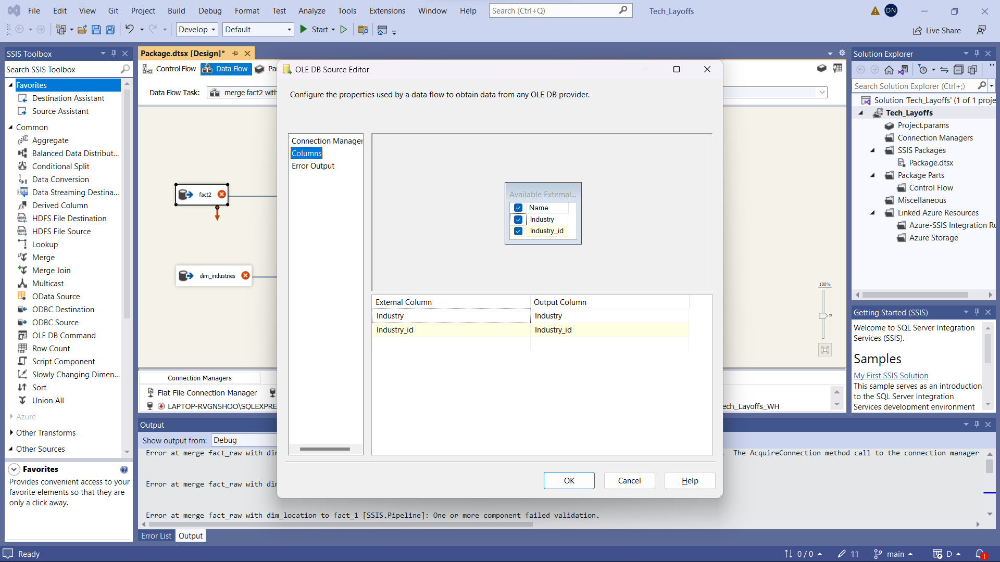 File Edit View Git Project Build Debug Format Test Analyze Tools Extensions Window Help
Search (Ctrl+Q)
Tech_Layoffs
DN
Develop
Default
Start
Live Share
SSIS Toolbox
Search SSIS Toolbox
Favorites
Destination Assistant
Source Assistant
Common
Aggregate
Balanced Data Distribut...
Conditional Split
Data Conversion
Data Streaming Destina...
Derived Column
HDFS File Destination
HDFS File Source
Lookup
Merge
Merge Join
Multicast
OData Source
ODBC Destination
ODBC Source
OLE DB Command
Row Count
Script Component
Slowly Changing Dimen...
Sort
Union All
Azure
Other Transforms
Other Sources
Favorites
Provides convenient access to your
favorite elements so that they are
only a click away.
Package.dtsx [Design]*
Control Flow
Data Flow
Pa
Data Flow Task:
merge fact2 with
fact2
dim_industries
100%
Connection Managers
Flat File Connection Manager
LAPTOP-RVGN5HOO\SQLEXPRE
ech_Layoffs_WH
OLE DB Source Editor
Configure the properties used by a data flow to obtain data from any OLE DB provider.
Connection Manager
Columns
Error Output
Available External...
Name
Industry
Industry_id
External Column Output Column
Industry Industry
Industry_id Industry_id
OK
Cancel
Help
Output
Show output from:
Debug
Error at merge fact_raw with dim
. The AcquireConnection method call to the connection manager
Error at merge fact_raw with dim
Error at merge fact_raw with dim_location to fact_1 [SSIS.Pipeline]: One or more component failed validation.
Error List
Output
Solution Explorer
Search Solution Explorer (Ctrl+;)
Solution 'Tech_Layoffs' (1 of 1 proje
Tech_Layoffs
Project.params
Connection Managers
SSIS Packages
Package.dtsx
Package Parts
Control Flow
Miscellaneous
Linked Azure Resources
Azure-SSIS Integration Ru
Azure Storage
Getting Started (SSIS)
Welcome to SQL Server Integration
Services (SSIS).
Samples
My First SSIS Solution
This sample serves as an introduction
to the SQL Server Integration
Services development environment
Ready
0 / 0
11
main
D
1